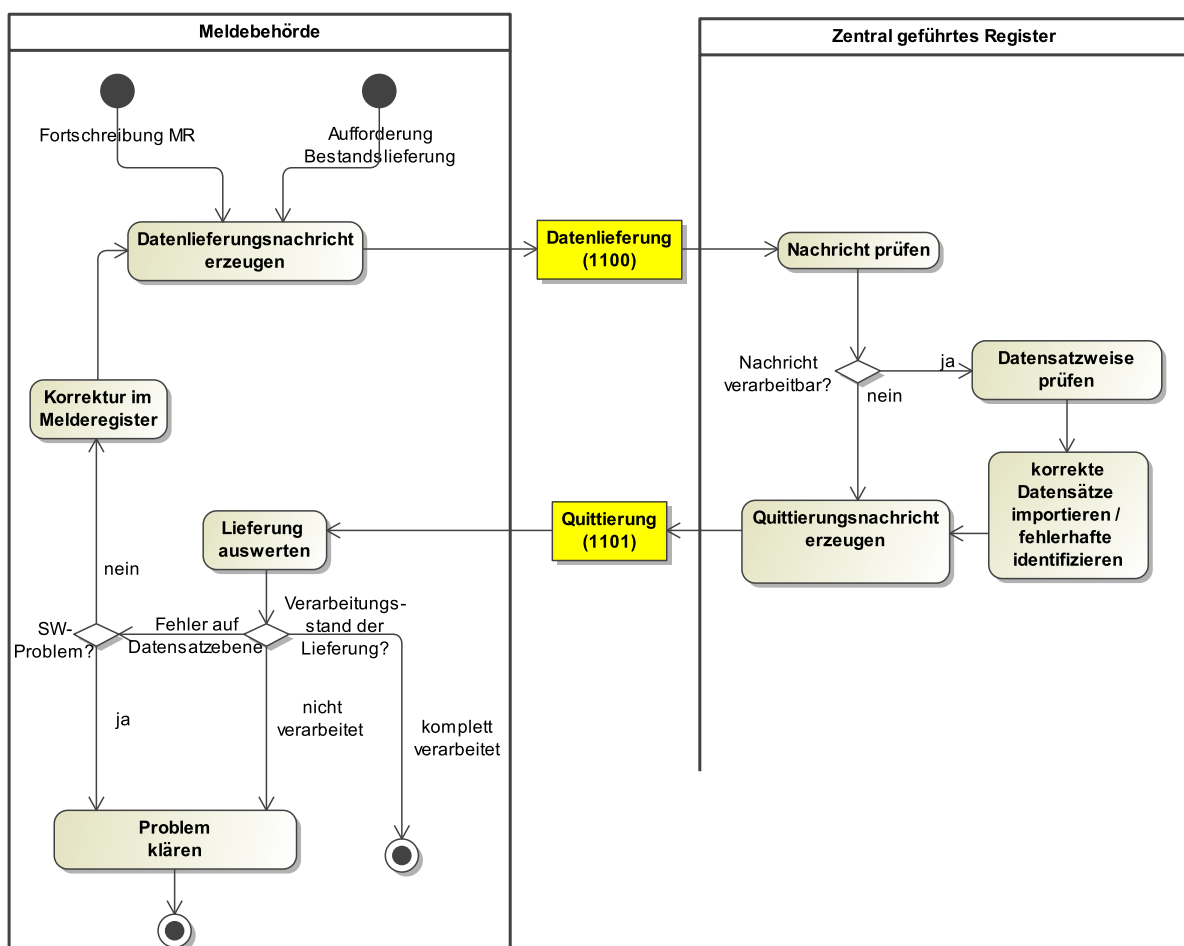 Meldebehörde
Zentral geführtes Register
Fortschreibung MR
Aufforderung
Bestandslieferung
Datenlieferungsnachricht
erzeugen
Datenlieferung
(1100)
Nachricht prüfen
Nachricht
verarbeitbar?
ja
nein
Datensatzweise
prüfen
Korrektur im
Melderegister
korrekte
Datensätze
importieren /
fehlerhafte
identifizieren
Lieferung
auswerten
Quittierung
(1101)
Quittierungsnachricht
erzeugen
nein
SW-
Problem?
Fehler auf
Datensatzebene
Verarbeitungs-
stand der
Lieferung?
ja
nicht
verarbeitet
komplett
verarbeitet
Problem
klären